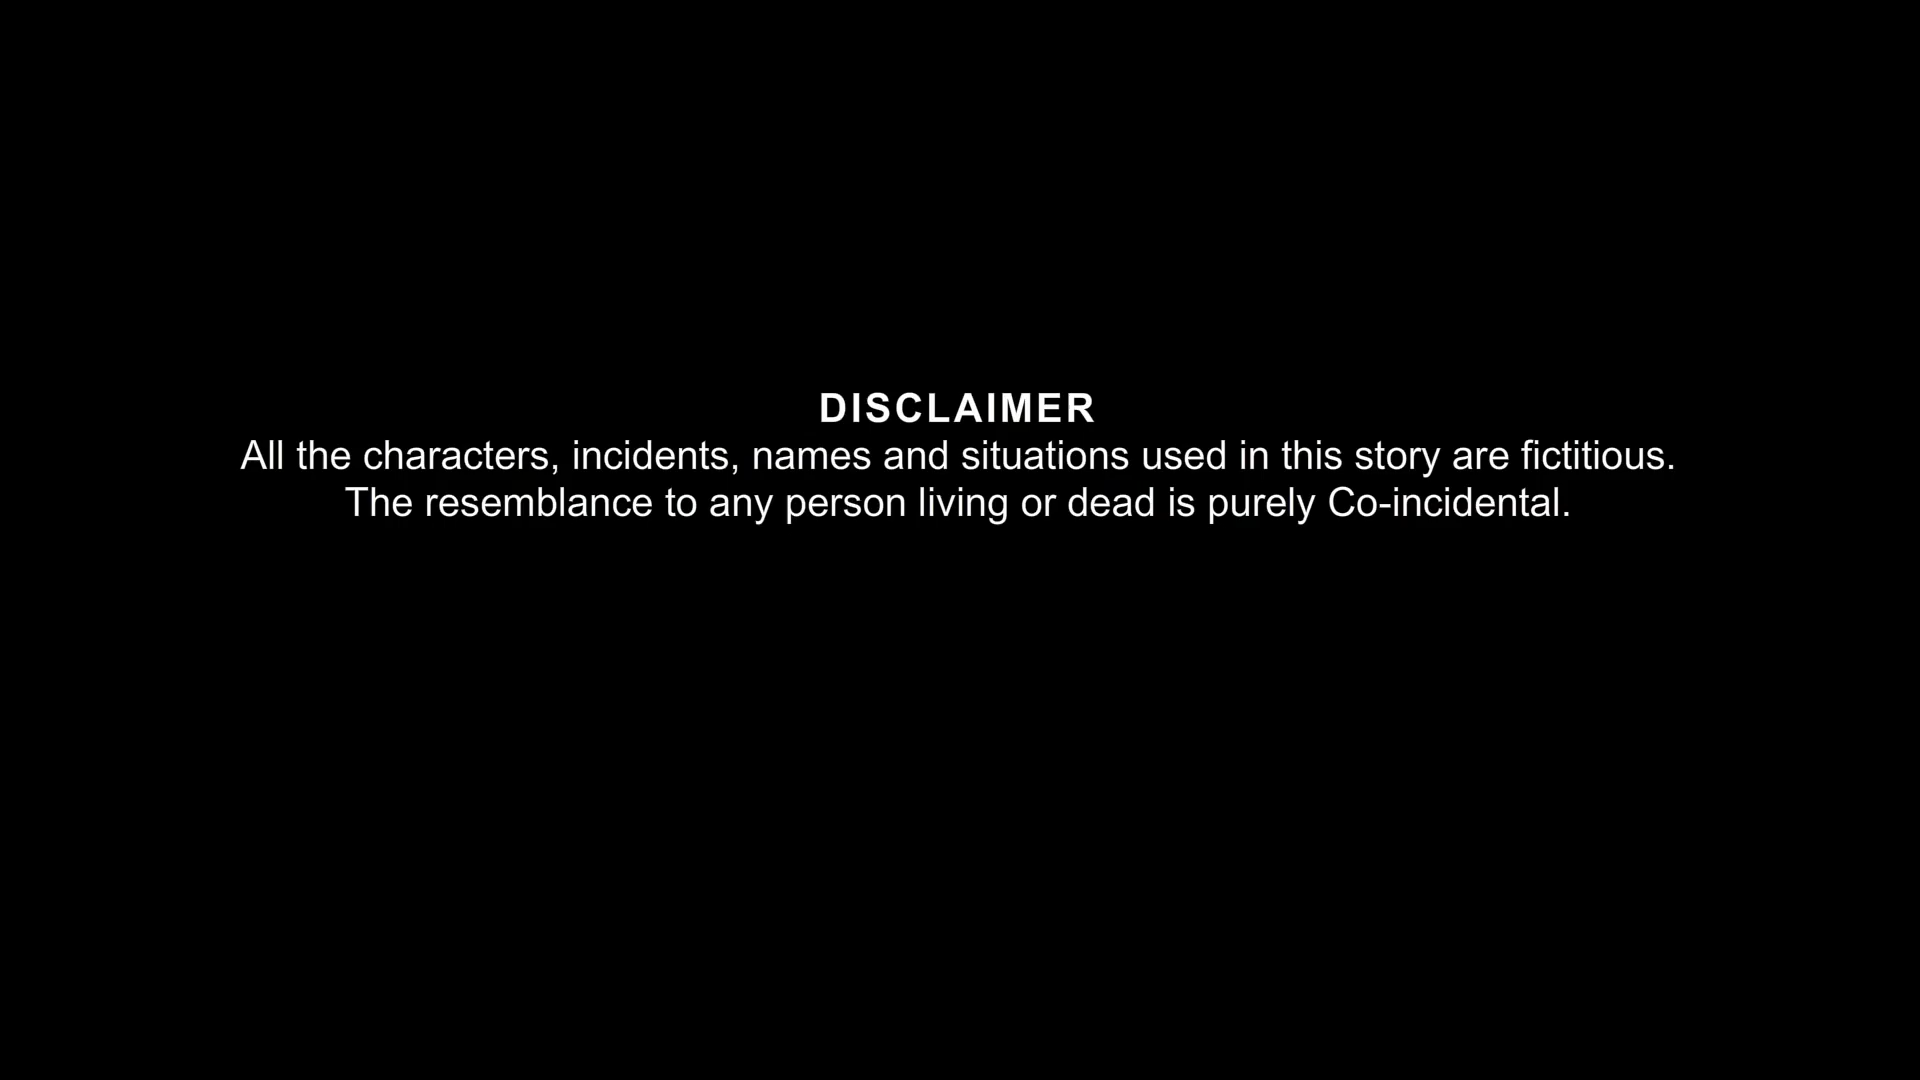 DISCLAIMER
All the characters, incidents, names and situations used in this story are fictitious.
The resemblance to any person living or dead is purely Co-incidental.